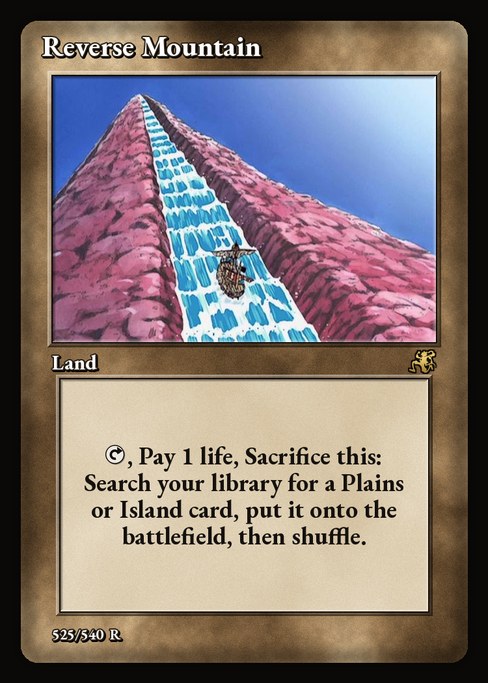 Reverse Mountain
Land
, Pay 1 life, Sacrifice this:
Search your library for a Plains
or Island card, put it onto the
battlefield, then shuffle.
525/540 R